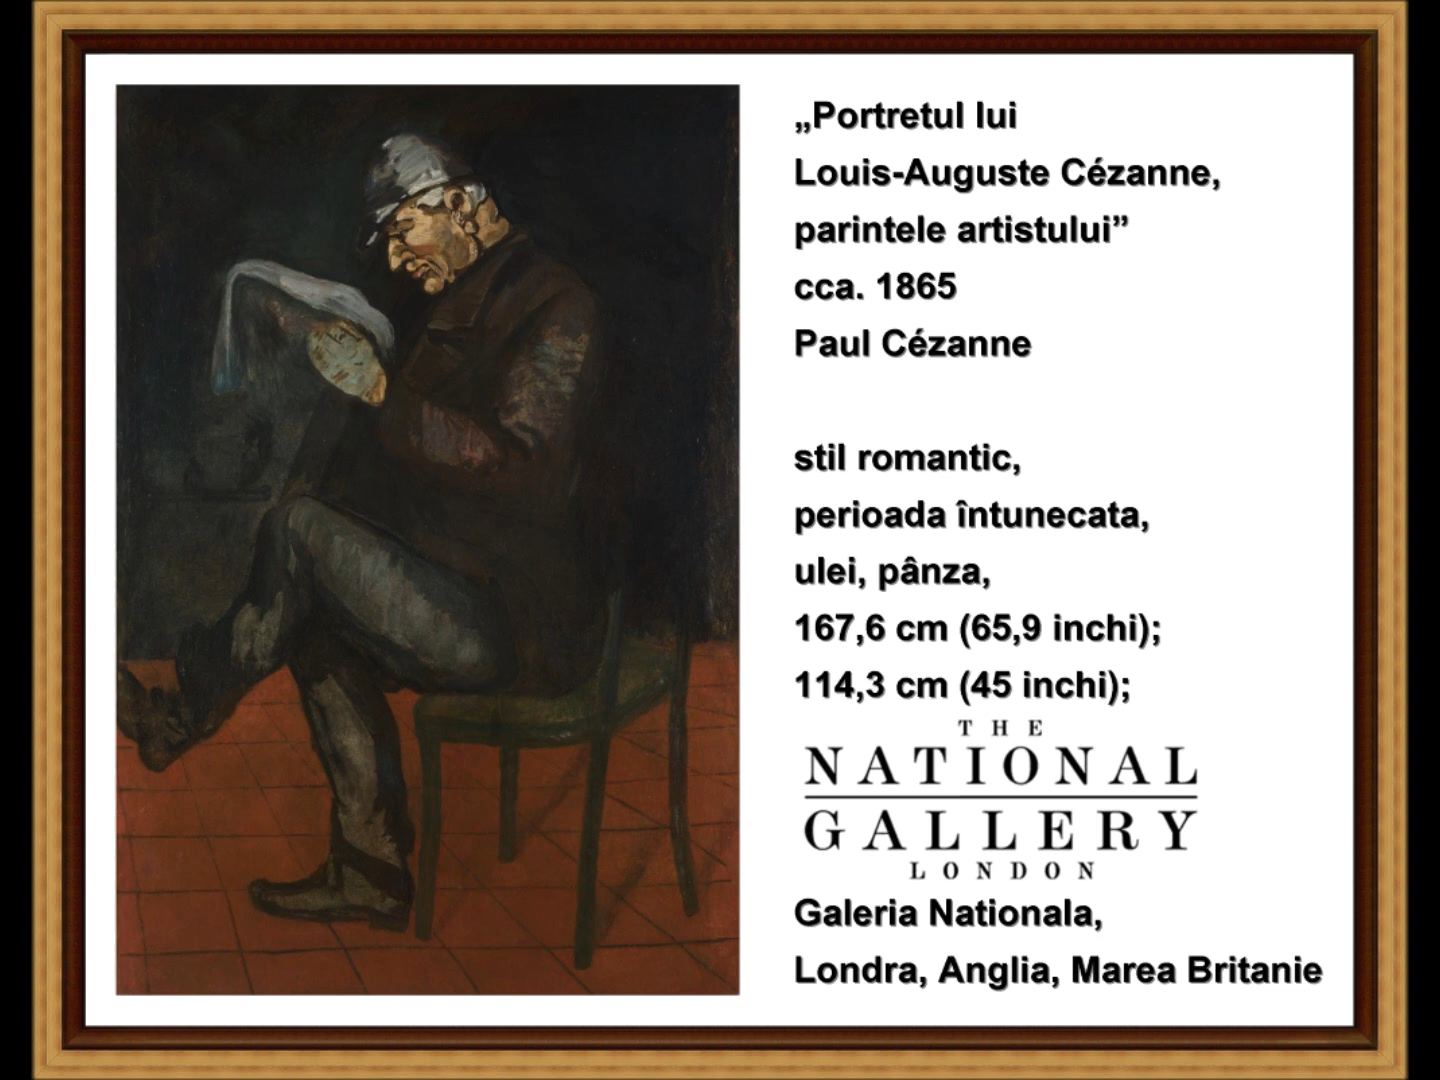 „Portretul lui
Louis-Auguste Cézanne,
parintele artistului”
cca. 1865
Paul Cézanne
stil romantic,
perioada întunecata,
ulei, pânza,
167,6 cm (65,9 inchi);
114,3 cm (45 inchi);
THE
NATIONAL
GALLERY
LONDON
Galeria Nationala,
Londra, Anglia, Marea Britanie